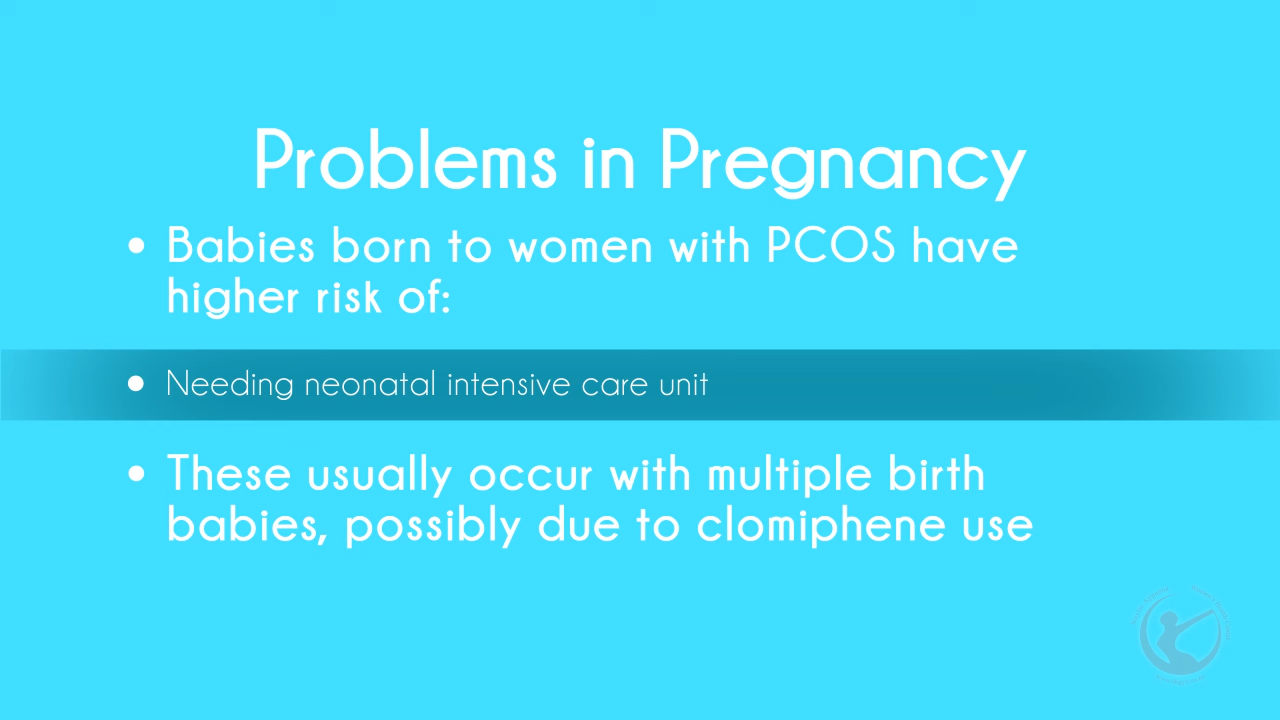 Problems in Pregnancy
• Babies born to women with PCOS have
higher risk of:
• Needing neonatal intensive care unit
• These usually occur with multiple birth
babies, possibly due to clomiphene use